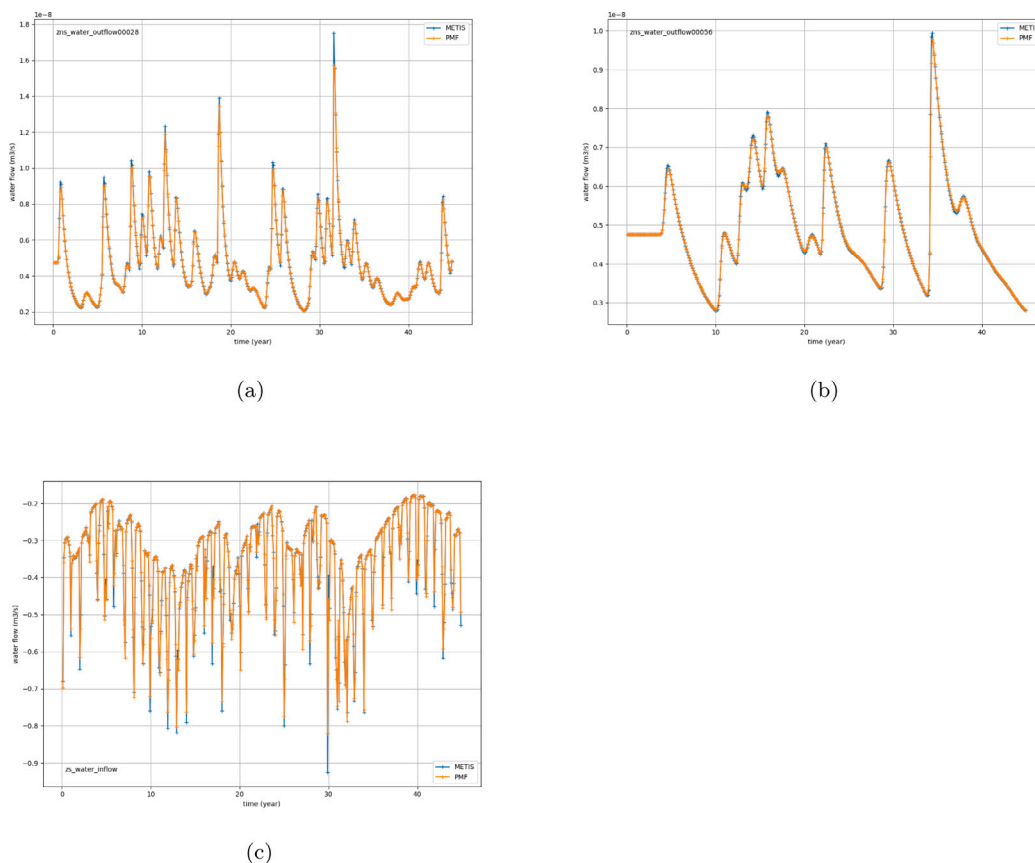 1e−8
zns_water_outflow00028
METIS
PMF
1.8
1.6
1.4
1.2
1.0
0.8
0.6
0.4
0.2
water flow (m3/s)
0
10
20
30
40
time (year)
(a)
1e−8
zns_water_outflow00056
METIS
PMF
1.0
0.9
0.8
0.7
0.6
0.5
0.4
0.3
water flow (m3/s)
0
10
20
30
40
time (year)
(b)
−0.2
−0.3
−0.4
−0.5
−0.6
−0.7
−0.8
−0.9
water flow (m3/s)
zs_water_inflow
METIS
PMF
0
10
20
30
40
time (year)
(c)